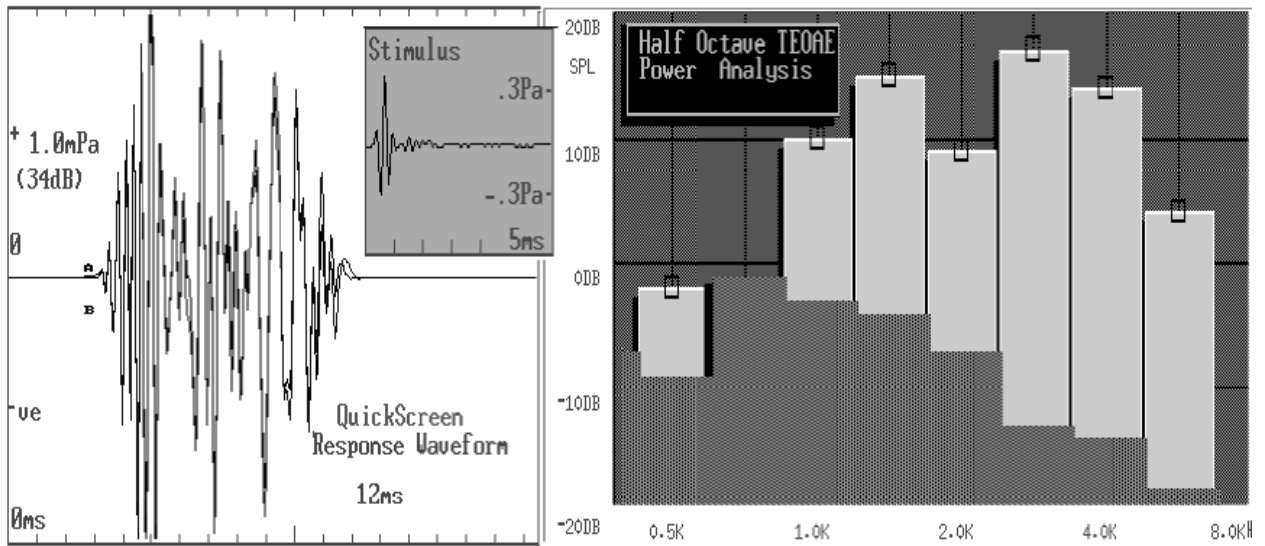 + 1.0mPa
(34dB)
0
A
B
-ve
0ms
QuickScreen
Response Waveform
12ms
Stimulus
.3Pa-
-.3Pa-
5ms
20DB
SPL
10DB
0DB
-10DB
-20DB
Half Octave TEOAE
Power Analysis
0.5K
1.0K
2.0K
4.0K
8.0KH